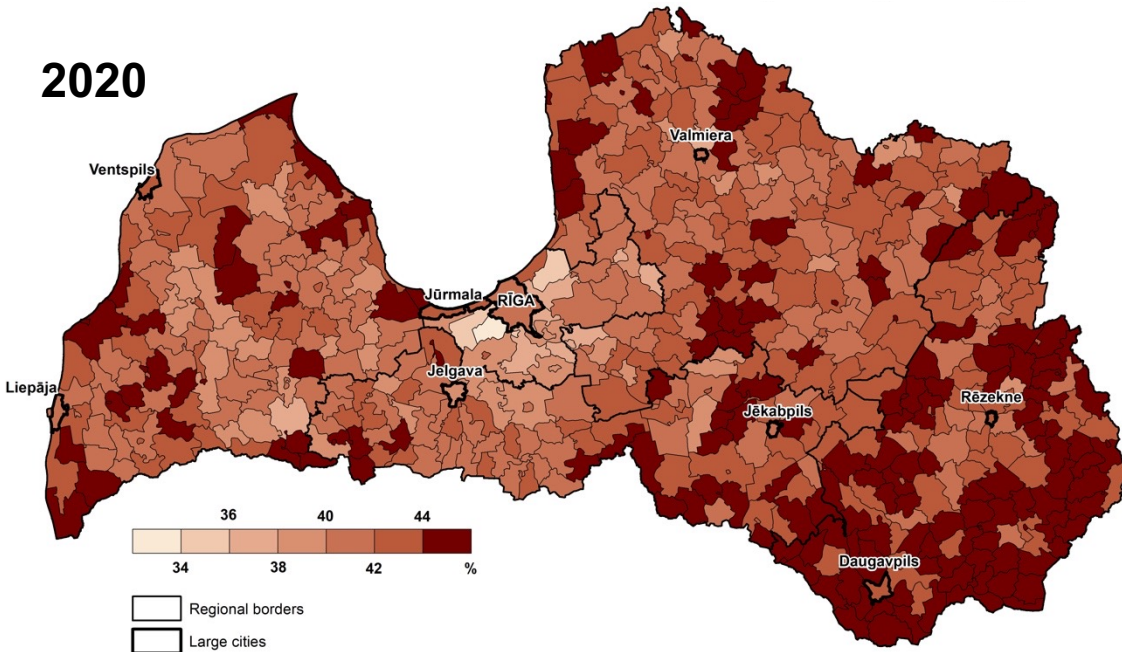 2020
Valmiera
Ventspils
Jūrmala
RĪGA
Jelgava
Liepāja
Rēzekne
Jēkabpils
36 40 44
34 38 42 %
Daugavpils
Regional borders
Large cities